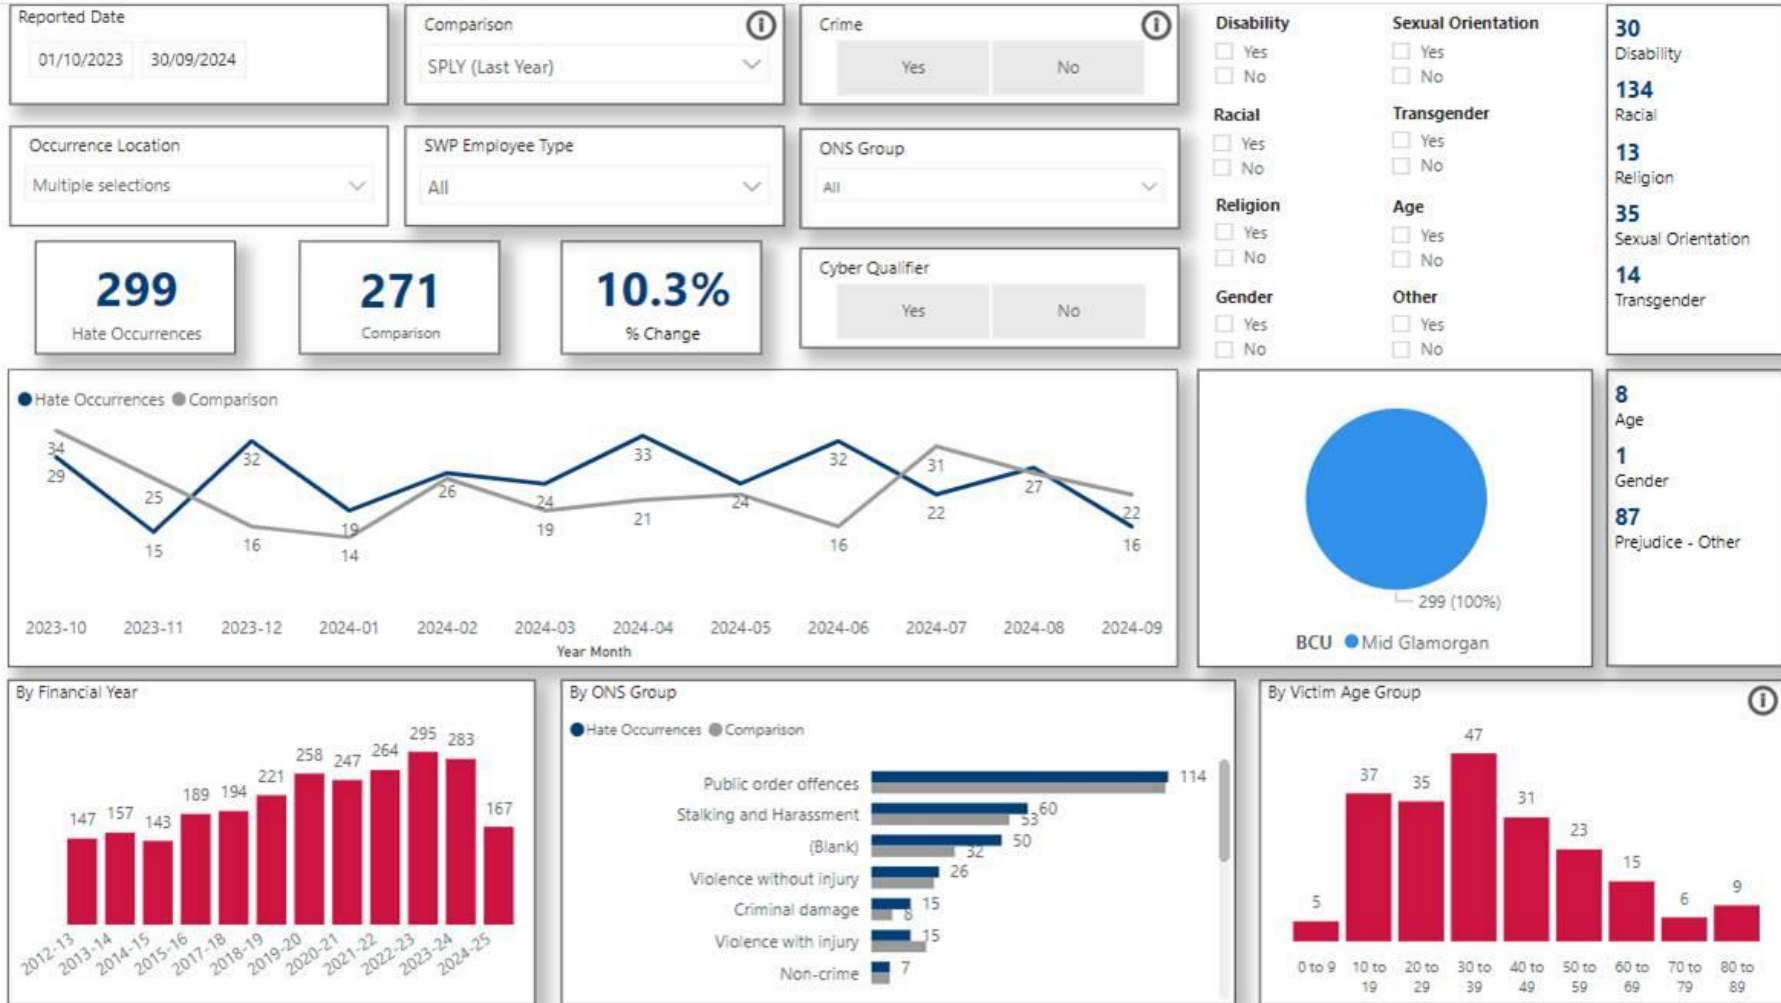 Reported Date
01/10/2023 30/09/2024
Comparison
SPLY (Last Year)
Crime
Yes No
Occurrence Location
Multiple selections
SWP Employee Type
All
ONS Group
All
299
Hate Occurrences
271
Comparison
10.3%
% Change
Cyber Qualifier
Yes No
Disability
Yes
No
Sexual Orientation
Yes
No
Racial
Yes
No
Transgender
Yes
No
Religion
Yes
No
Age
Yes
No
Gender
Yes
No
Other
Yes
No
30
Disability
134
Racial
13
Religion
35
Sexual Orientation
14
Transgender
Hate Occurrences Comparison
34 25 16 14 26 19 21 24 16 31 27 22
29 15 32 19 24 33 32 22 16
2023-10 2023-11 2023-12 2024-01 2024-02 2024-03 2024-04 2024-05 2024-06 2024-07 2024-08 2024-09
Year Month
299 (100%)
BCU Mid Glamorgan
8
Age
1
Gender
87
Prejudice - Other
By Financial Year
147 157 143 189 194 221 258 247 264 295 283 167
2012-13 2013-14 2014-15 2015-16 2017-18 2018-19 2019-20 2020-21 2021-22 2022-23 2023-24 2024-25
By ONS Group
Hate Occurrences Comparison
Public order offences 114
Stalking and Harassment 60 53
(Blank) 50 32
Violence without injury 26
Criminal damage 15 8
Violence with injury 15
Non-crime 7
By Victim Age Group
5 37 35 47 31 23 15 6 9
0 to 9 10 to 19 20 to 29 30 to 39 40 to 49 50 to 59 60 to 69 70 to 79 80 to 89